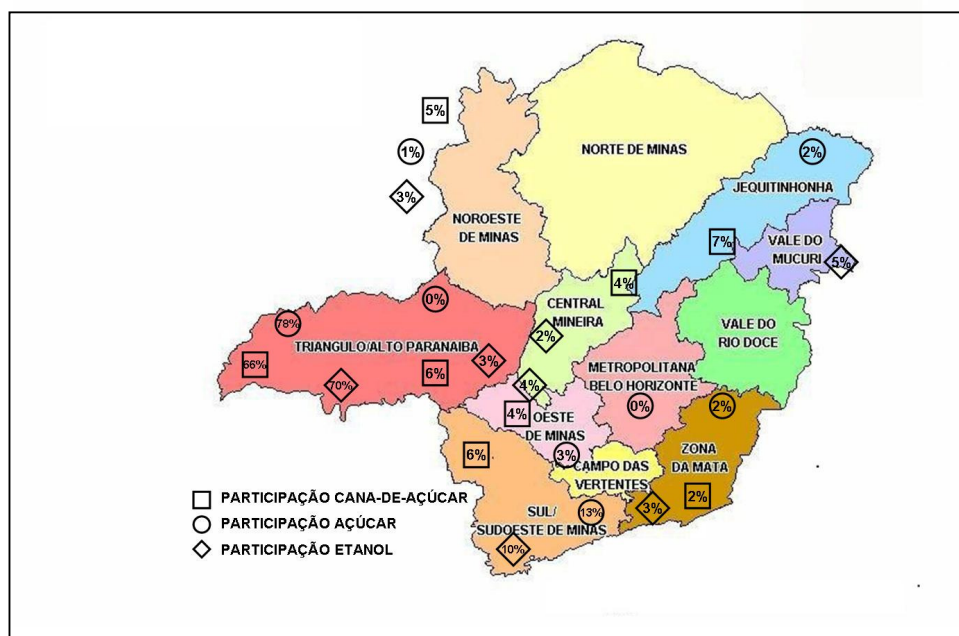 5%
NORTE DE MINAS
1%
2%
JEQUITINHONHA
3%
NOROESTE
DE MINAS
7%
VALE DO
MUCURI
5%
4%
0%
CENTRAL
MINEIRA
78%
2%
VALE DO
RIO DOCE
TRIANGULO/ALTO PARANAIBA
3%
66%
6%
70%
METROPOLITANA
BELO HORIZONTE
4%
4%
OESTE
DE MINAS
0%
2%
6%
3%
CAMPO DAS
VERTENTES
ZONA
DA MATA
2%
3%
SUL/
SUDOESTE DE MINAS
13%
10%
PARTICIPAÇÃO CANA-DE-AÇÚCAR
PARTICIPAÇÃO AÇÚCAR
PARTICIPAÇÃO ETANOL